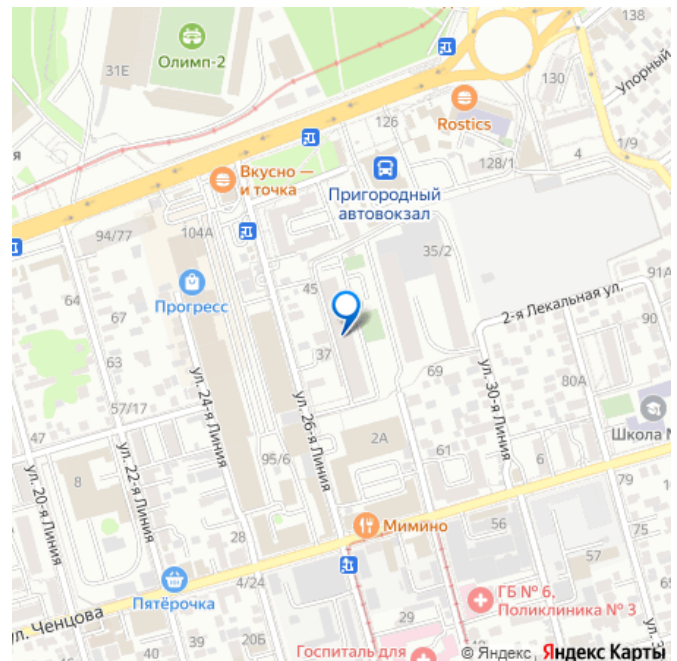 138
31Е
Олимп-2
130
Упорный
126
Rostics
1/9
Вкусно —
и точка
128/1
4
Пригородный
автовокзал
94/77
104А
35/2
91А
45
Прогресс
64
67
2-я Лекальная ул.
90
37
63
69
80А
57/17
ул. 24-я Линия
ул. 26-я Линия
ул. 30-я Линия
47
2А
Школа №
ул. 20-я Линия
ул. 22-я Линия
8
95/6
61
6
79
Мимино
28
56
75
57
Пятёрочка
4/24
ГБ № 6,
Поликлиника № 3
ул. Ченцова
39
20Б
29
40
69
Госпиталь для
© Яндекс
Яндекс Карты